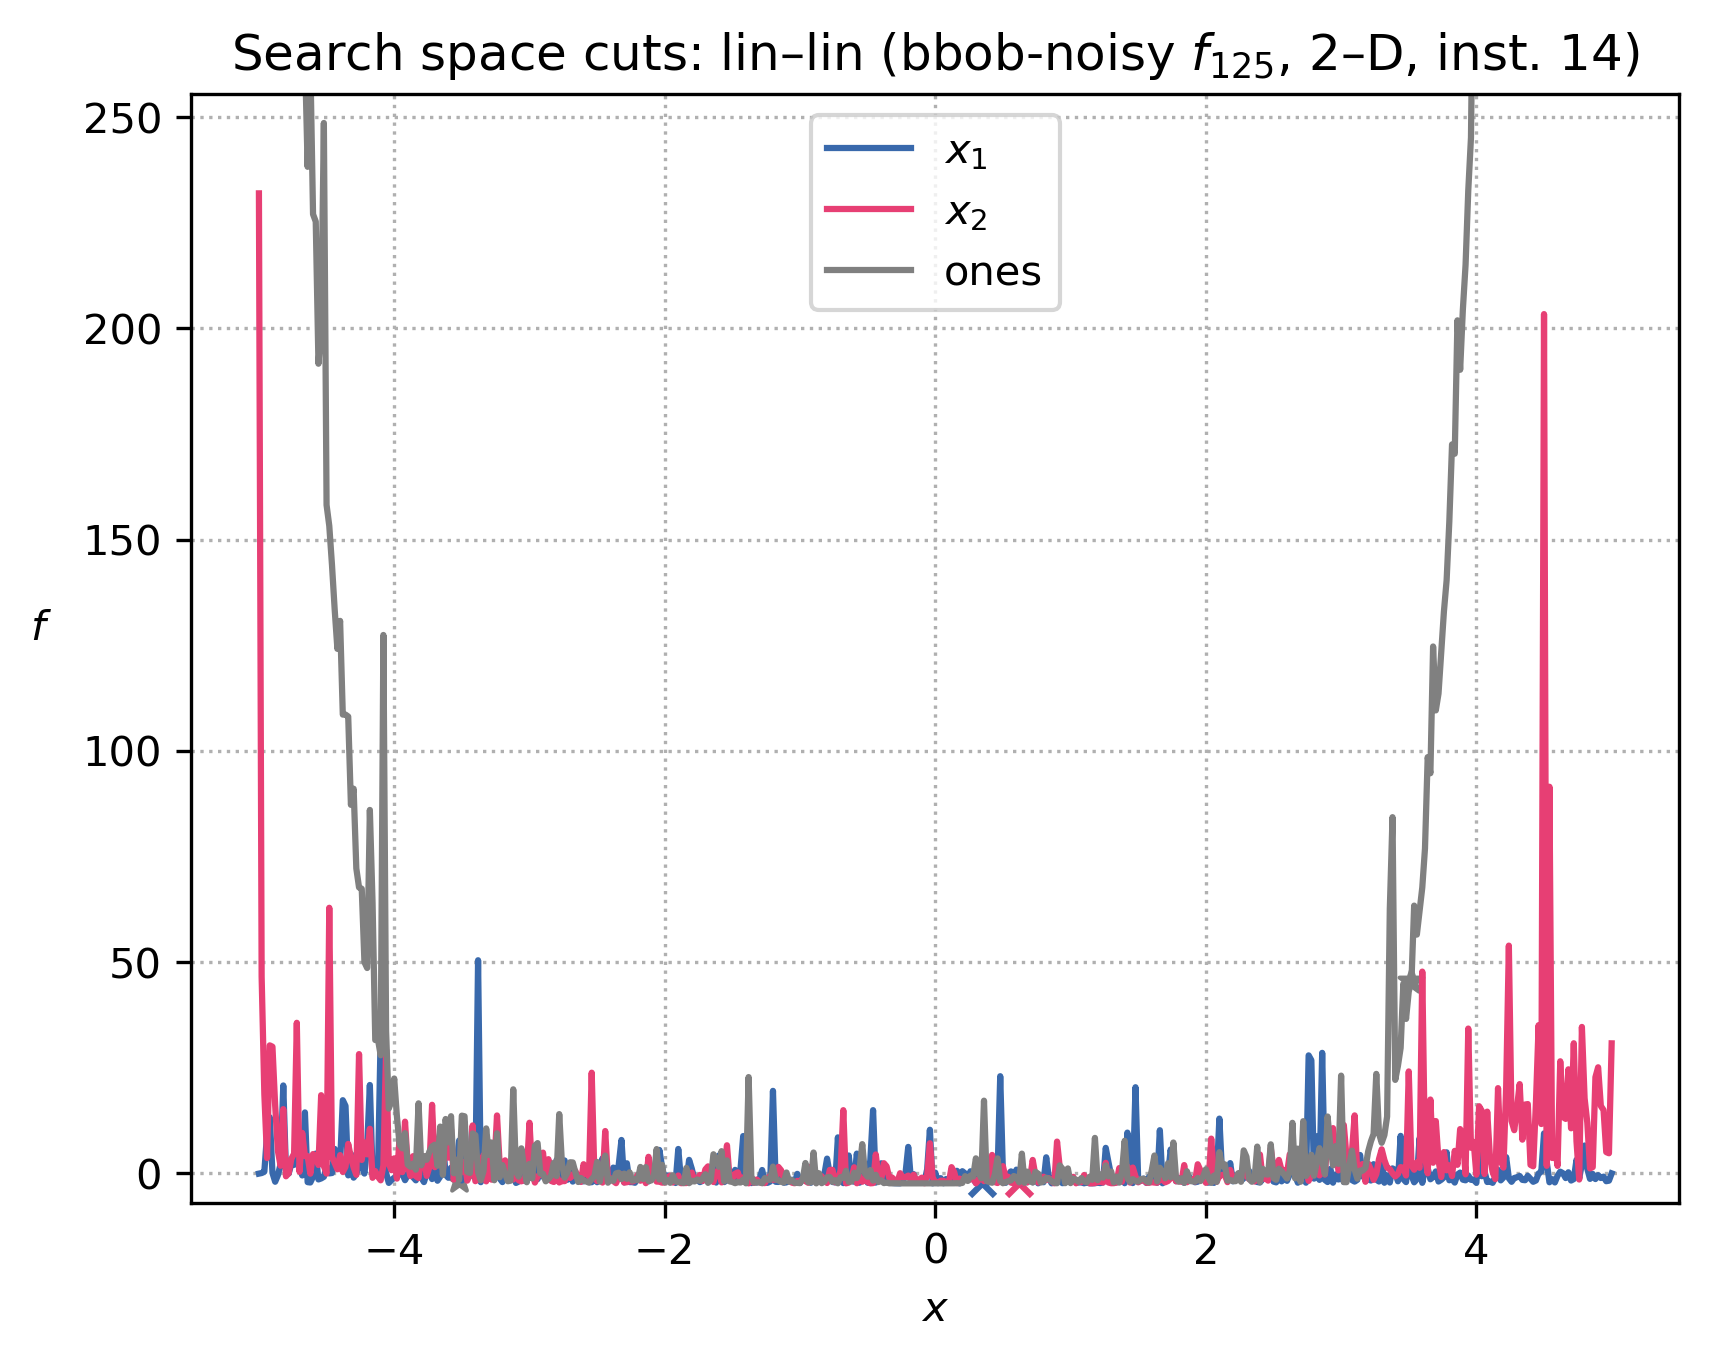 Search space cuts: lin–lin (bbob-noisy f₁₂₅, 2–D, inst. 14)
250
x₁
x₂
ones
200
150
f
100
50
0
−4
−2
0
2
4
x